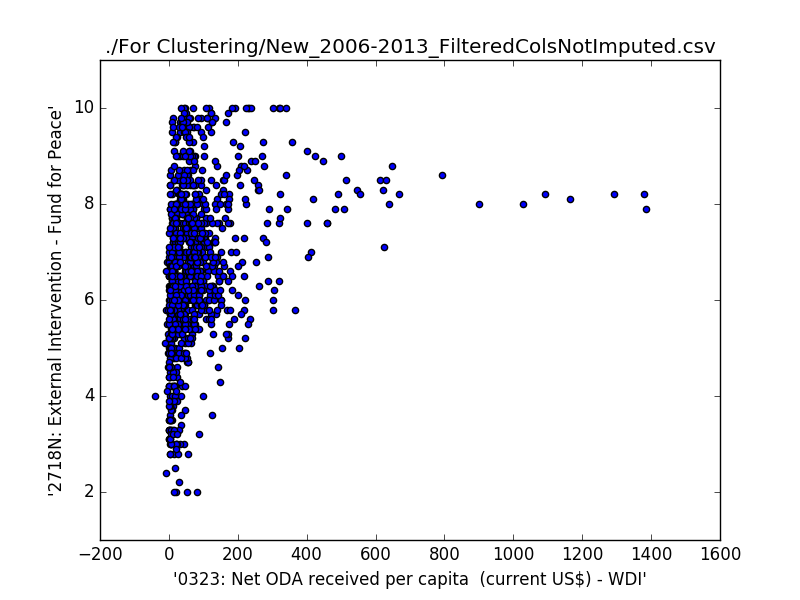 ./For Clustering/New_2006-2013_FilteredColsNotImputed.csv
10
8
6
4
2
'2718N: External Intervention - Fund for Peace'
−200 0 200 400 600 800 1000 1200 1400 1600
'0323: Net ODA received per capita  (current US$) - WDI'